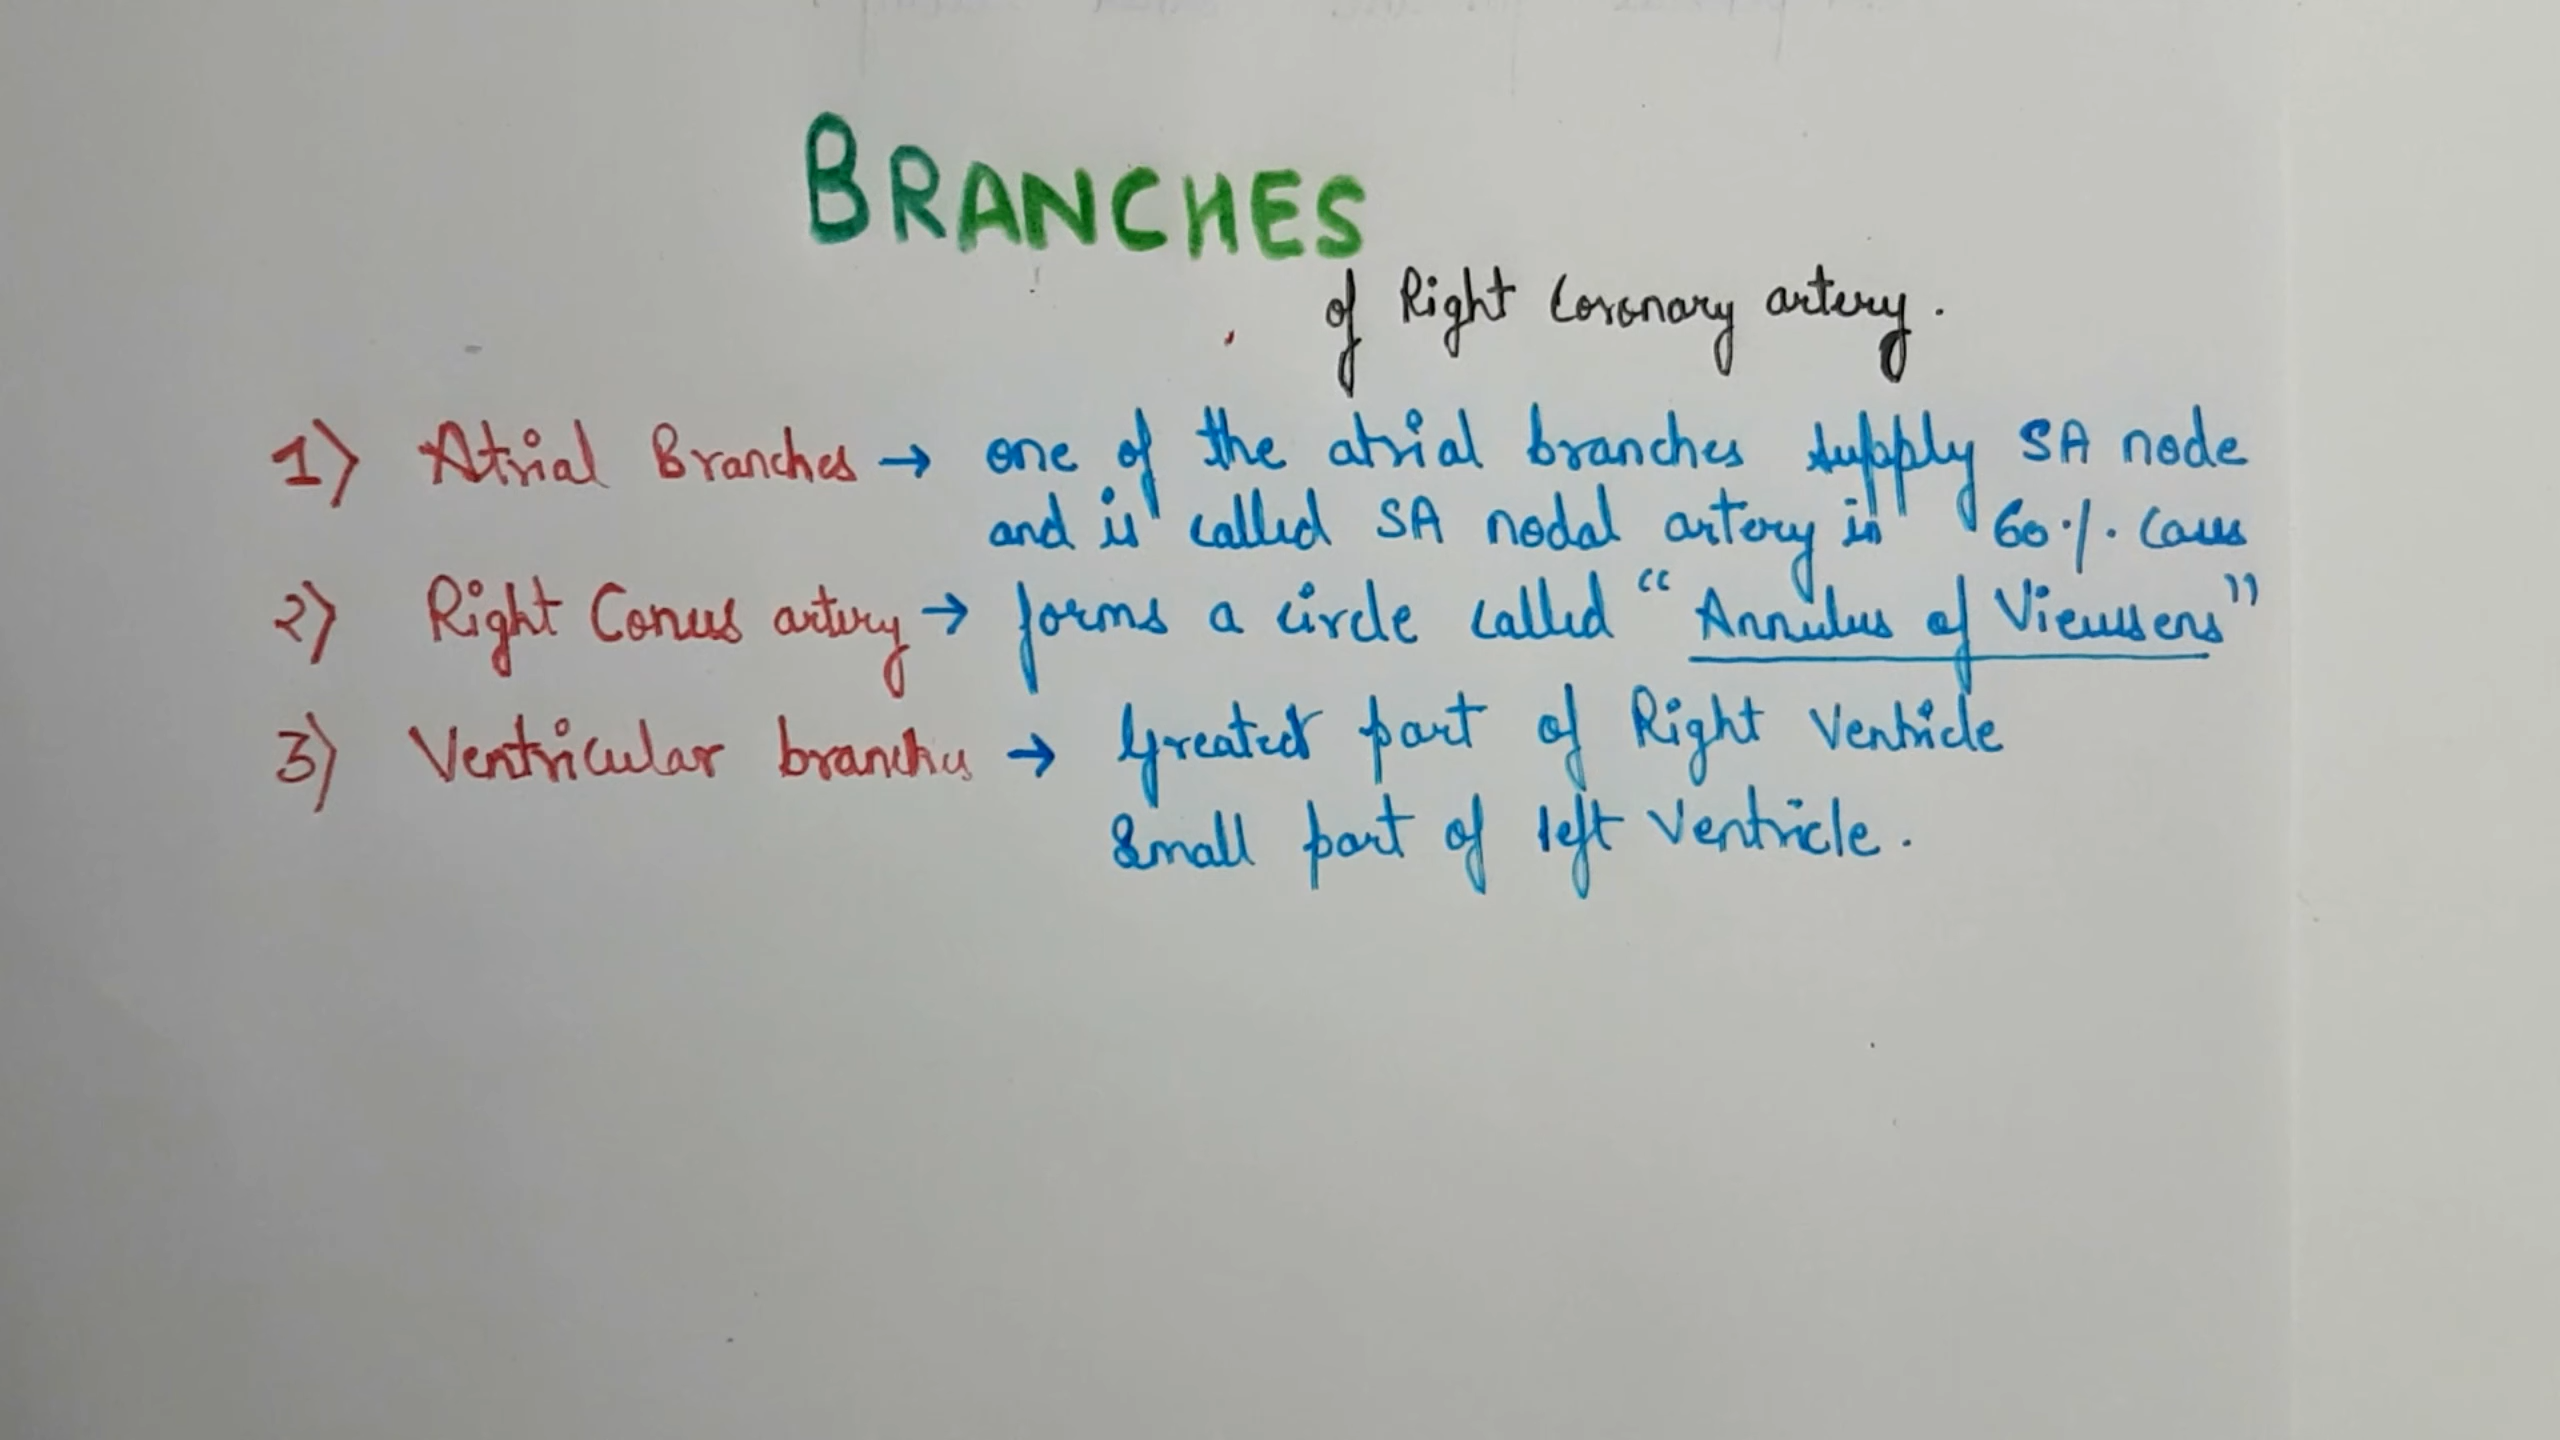 BRANCHES
of Right Coronary artery.
1) Atrial Branches → one of the atrial branches supply SA node
and is called SA nodal artery in 60%. Cases
2) Right Conus artery → forms a circle called "Annulus of Vieussens"
3) Ventricular branches → Greatest part of Right Ventricle
Small part of left Ventricle.